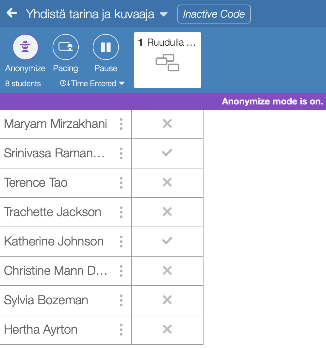 Yhdistä tarina ja kuvaaja
Inactive Code
Anonymize Pacing Pause
8 students Time Entered
1 Ruudulla ...
Anonymize mode is on.
Maryam Mirzakhani
Srinivasa Raman...
Terence Tao
Trachette Jackson
Katherine Johnson
Christine Mann D...
Sylvia Bozeman
Hertha Ayrton